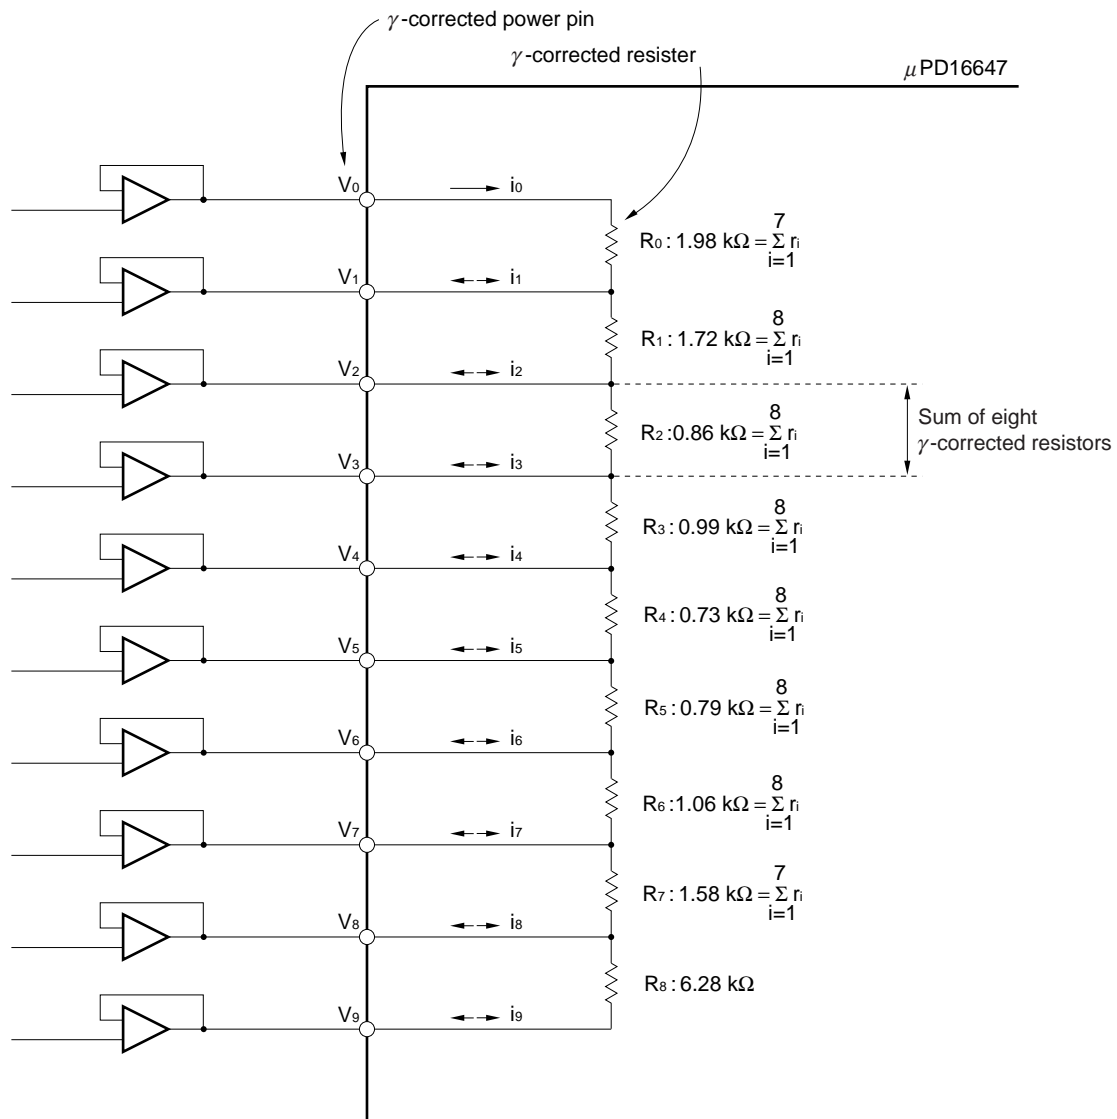 γ-corrected power pin
γ-corrected resister
μPD16647
V0
i0
7
R0 : 1.98 kΩ = Σ ri
i=1
V1
i1
8
R1 : 1.72 kΩ = Σ ri
i=1
V2
i2
8
R2 : 0.86 kΩ = Σ ri
i=1
Sum of eight
γ-corrected resistors
V3
i3
8
R3 : 0.99 kΩ = Σ ri
i=1
V4
i4
8
R4 : 0.73 kΩ = Σ ri
i=1
V5
i5
8
R5 : 0.79 kΩ = Σ ri
i=1
V6
i6
8
R6 : 1.06 kΩ = Σ ri
i=1
V7
i7
7
R7 : 1.58 kΩ = Σ ri
i=1
V8
i8
R8 : 6.28 kΩ
V9
i9